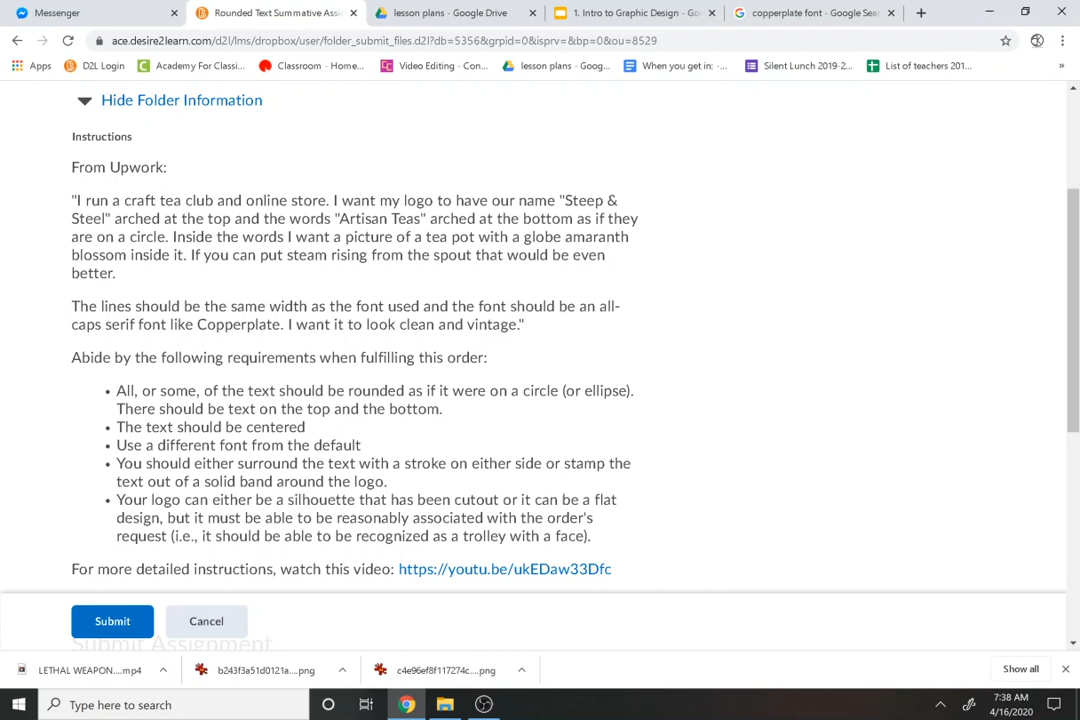 Messenger
Rounded Text Summative Assi
lesson plans - Google Drive
1. Intro to Graphic Design - Go
copperplate font - Google Sea
ace.desire2learn.com/d2l/lms/dropbox/user/folder_submit_files.d2l?db=5356&grpid=0&isprv=&bp=0&ou=8529
Apps
D2L Login
Academy For Classi...
Classroom - Home...
Video Editing - Con...
lesson plans - Goog...
When you get in: -...
Silent Lunch 2019-2...
List of teachers 201...
»
Hide Folder Information
Instructions
From Upwork:
"I run a craft tea club and online store. I want my logo to have our name "Steep &
Steel" arched at the top and the words "Artisan Teas" arched at the bottom as if they
are on a circle. Inside the words I want a picture of a tea pot with a globe amaranth
blossom inside it. If you can put steam rising from the spout that would be even
better.
The lines should be the same width as the font used and the font should be an all-
caps serif font like Copperplate. I want it to look clean and vintage."
Abide by the following requirements when fulfilling this order:
• All, or some, of the text should be rounded as if it were on a circle (or ellipse).
There should be text on the top and the bottom.
• The text should be centered
• Use a different font from the default
• You should either surround the text with a stroke on either side or stamp the
text out of a solid band around the logo.
• Your logo can either be a silhouette that has been cutout or it can be a flat
design, but it must be able to be reasonably associated with the order's
request (i.e., it should be able to be recognized as a trolley with a face).
For more detailed instructions, watch this video: https://youtu.be/ukEDaw33Dfc
Submit
Cancel
Submit Assignment
LETHAL WEAPON....mp4
b243f3a51d0121a....png
c4e96ef8f117274c....png
Show all
Type here to search
7:38 AM
4/16/2020